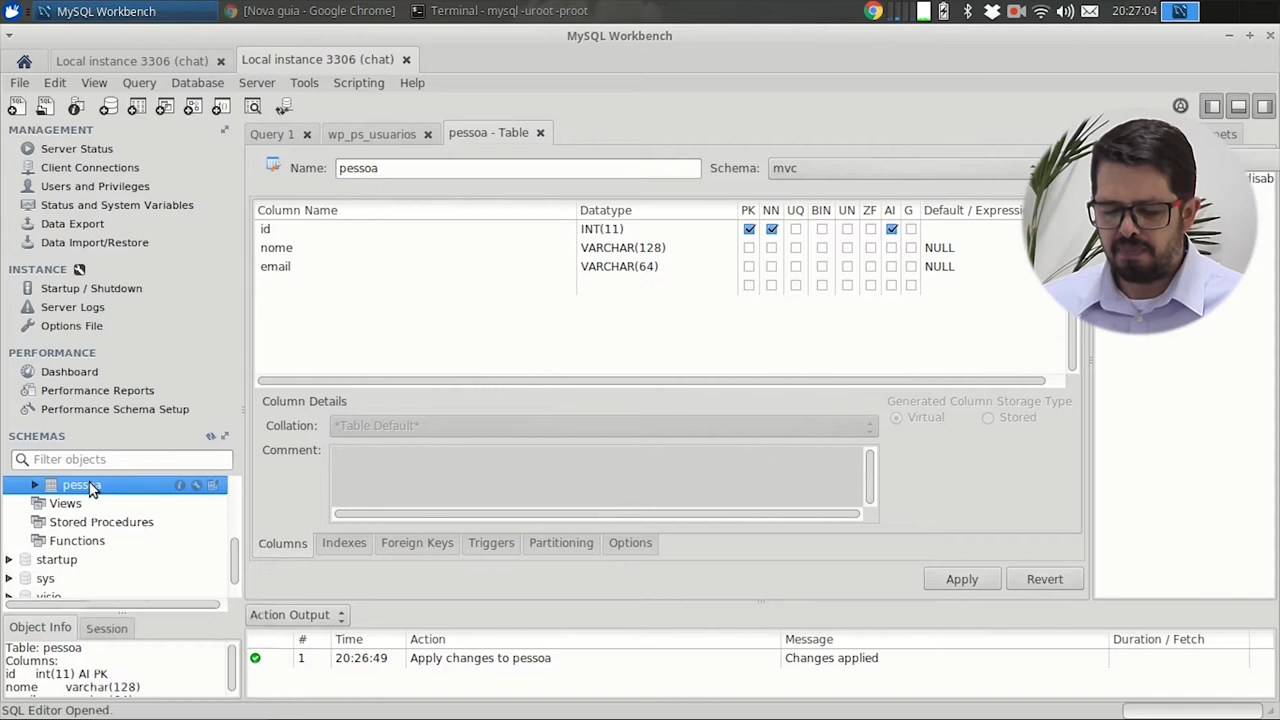 MySQL Workbench
[Nova guia - Google Chrome]
Terminal - mysql -uroot -proot
20:27:04
MySQL Workbench
Local instance 3306 (chat)
Local instance 3306 (chat)
File Edit View Query Database Server Tools Scripting Help
MANAGEMENT
Server Status
Client Connections
Users and Privileges
Status and System Variables
Data Export
Data Import/Restore
INSTANCE
Startup / Shutdown
Server Logs
Options File
PERFORMANCE
Dashboard
Performance Reports
Performance Schema Setup
SCHEMAS
Filter objects
pessoa
Views
Stored Procedures
Functions
startup
sys
Object Info Session
Table: pessoa
Columns:
id int(11) AI PK
nome varchar(128)
Query 1 wp_ps_usuarios pessoa - Table
Name: pessoa Schema: mvc
Column Name Datatype PK NN UQ BIN UN ZF AI G Default /
id INT(11)
nome VARCHAR(128) NULL
email VARCHAR(64) NULL
Column Details
Generated Column Storage Type
Collation: *Table Default*
Virtual Stored
Comment:
Columns Indexes Foreign Keys Triggers Partitioning Options
Apply Revert
Action Output
# Time Action Message Duration / Fetch
1 20:26:49 Apply changes to pessoa Changes applied
SQL Editor Opened.